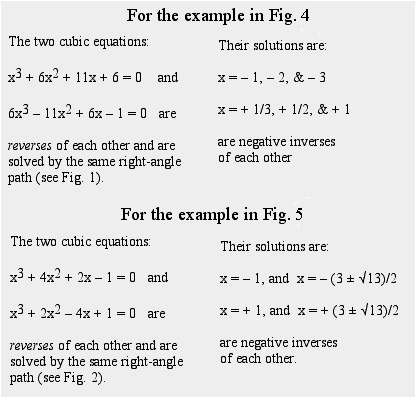 For the example in Fig. 4
The two cubic equations:
x³ + 6x² + 11x + 6 = 0 and
6x³ – 11x² + 6x – 1 = 0 are
reverses of each other and are
solved by the same right-angle
path (see Fig. 1).
Their solutions are:
x = – 1, – 2, & – 3
x = + 1/3, + 1/2, & + 1
are negative inverses
of each other
For the example in Fig. 5
The two cubic equations:
x³ + 4x² + 2x – 1 = 0 and
x³ + 2x² – 4x + 1 = 0 are
reverses of each other and are
solved by the same right-angle
path (see Fig. 2).
Their solutions are:
x = – 1, and x = – (3 ± √13)/2
x = + 1, and x = + (3 ± √13)/2
are negative inverses
of each other.